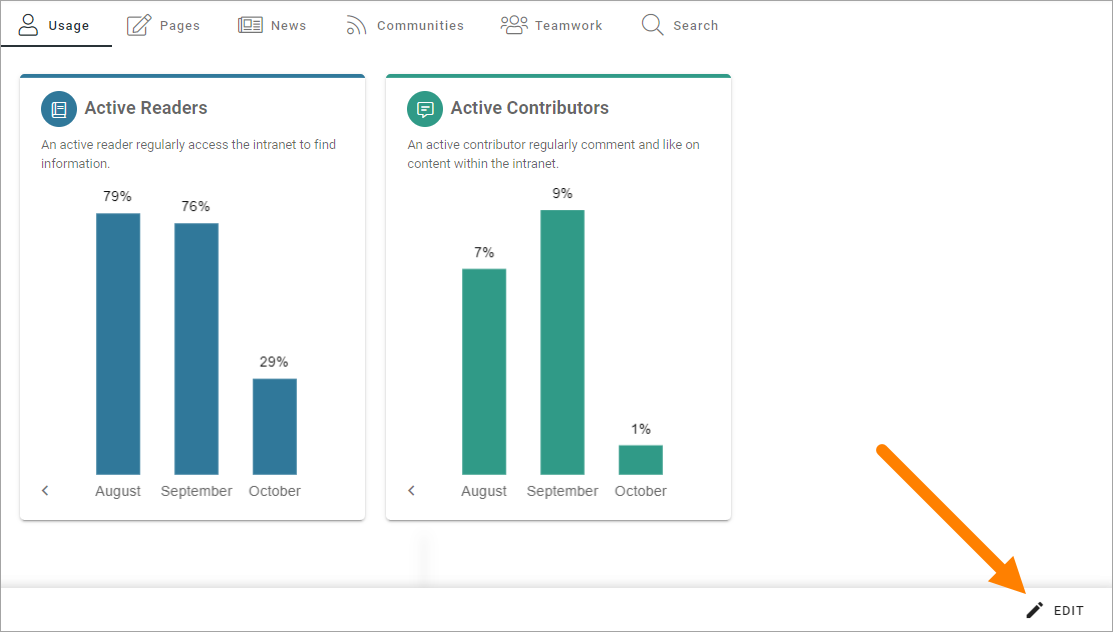 Usage
Pages
News
Communities
Teamwork
Search
Active Readers
An active reader regularly access the intranet to find
information.
79%
76%
29%
August
September
October
Active Contributors
An active contributor regularly comment and like on
content within the intranet.
7%
9%
1%
August
September
October
EDIT